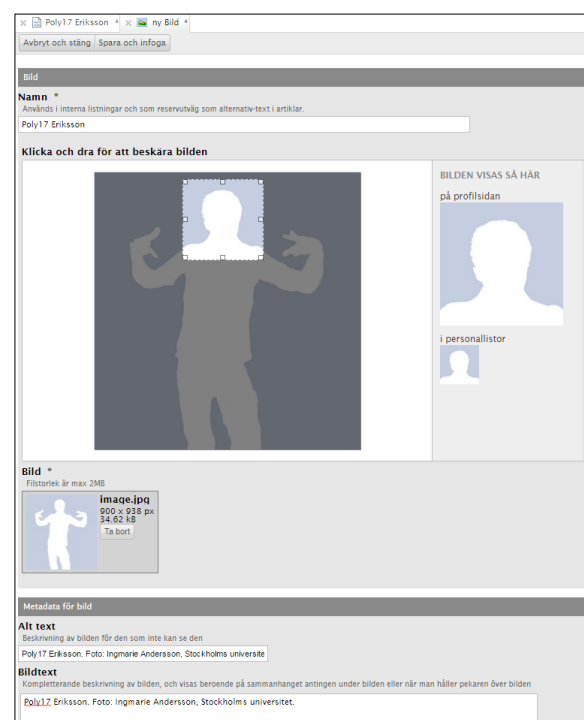 Poly17 Eriksson * ny Bild *
Avbryt och stäng Spara och infoga
Bild
Namn *
Används i interna listningar och som reservutväg som alternativ-text i artiklar.
Poly17 Eriksson
Klicka och dra för att beskära bilden
BILDEN VISAS SÅ HÄR
på profilsidan
i personallistor
Bild *
Filstorlek är max 2MB
image.jpg
900 x 938 px
34.62 kB
Ta bort
Metadata för bild
Alt text
Beskrivning av bilden för den som inte kan se den
Poly17 Eriksson. Foto: Ingmarie Andersson, Stockholms universite
Bildtext
Kompletterande beskrivning av bilden, och visas beroende på sammanhanget antingen under bilden eller när man håller pekaren över bilden
Poly17 Eriksson. Foto: Ingmarie Andersson, Stockholms universitet.